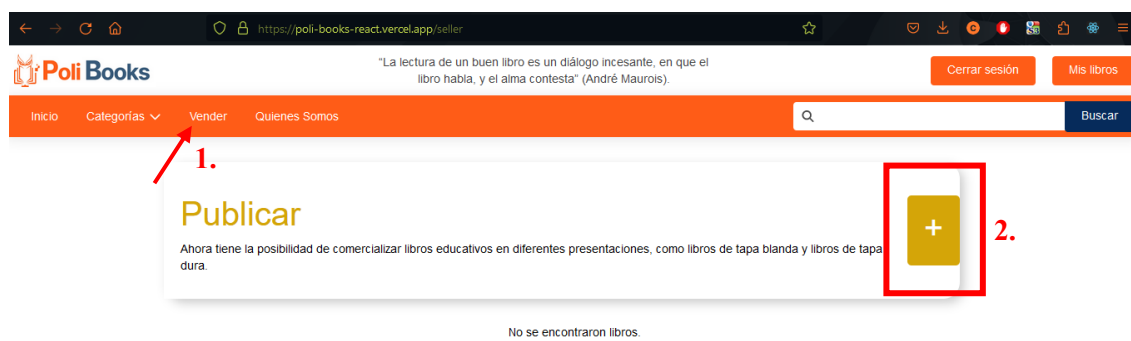 https://poli-books-react.vercel.app/seller
Poli Books
"La lectura de un buen libro es un diálogo incesante, en que el
libro habla, y el alma contesta" (André Maurois).
Cerrar sesión
Mis libros
Inicio
Categorías
Vender
Quienes Somos
Buscar
1.
Publicar
Ahora tiene la posibilidad de comercializar libros educativos en diferentes presentaciones, como libros de tapa blanda y libros de tapa
dura.
+
2.
No se encontraron libros.